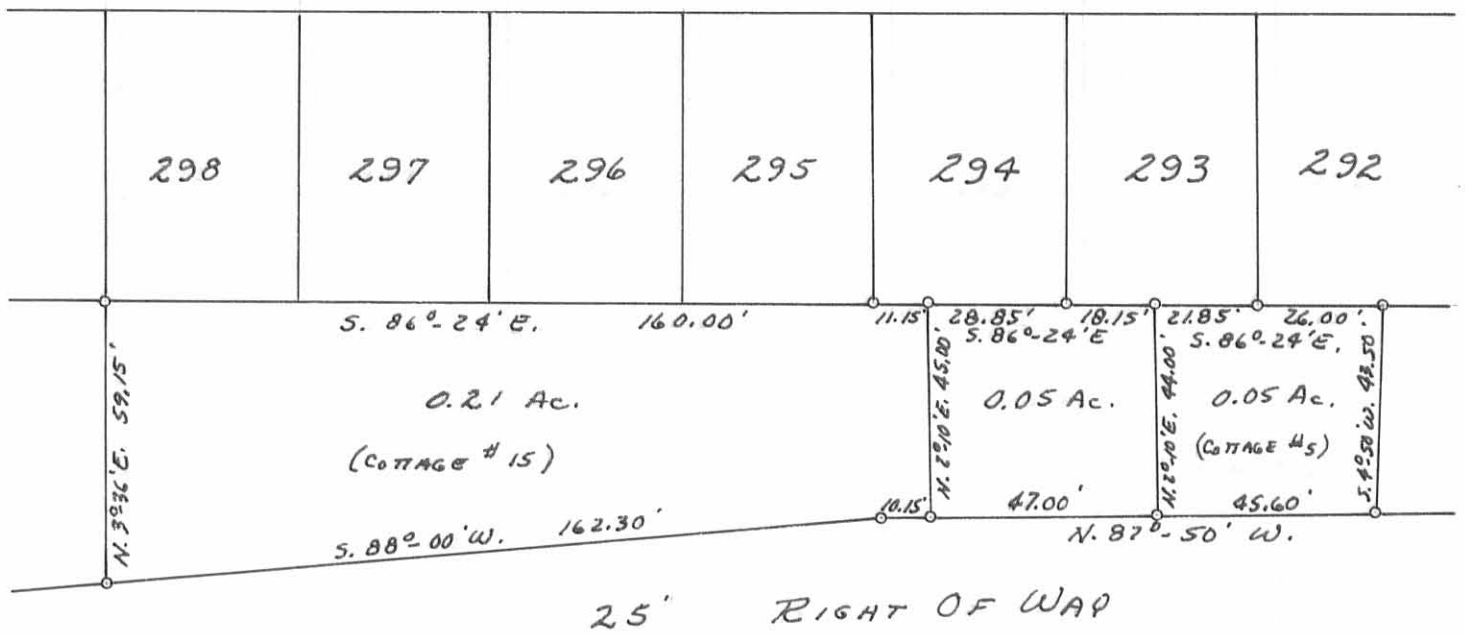 298 297 296 295 294 293 292
S. 86°-24'E. 160.00' 11.15' 28.85' 18.15' 21.85' 26.00'
S. 86°-24'E S. 86°-24'E.
N. 3°36'E. 59.15'
0.21 Ac.
(COTTAGE # 15)
N. 2°-10'E. 45.00'
0.05 Ac.
N. 2°-10'E. 44.00'
0.05 Ac.
(COTTAGE #5)
S. 4°-50'W. 43.50'
S. 88°-00'W. 162.30'
10.15' 47.00' 45.60'
N. 87°-50' W.
25' RIGHT OF WAY